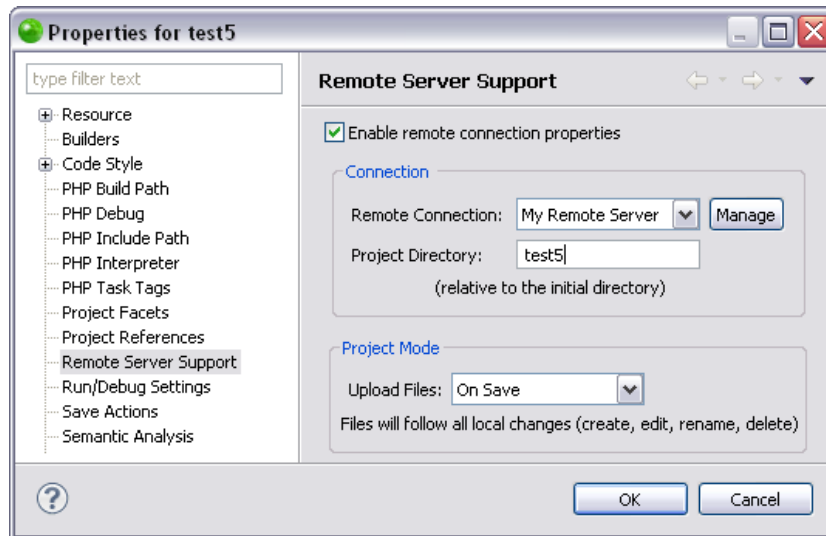 Properties for test5
type filter text
Resource
Builders
Code Style
PHP Build Path
PHP Debug
PHP Include Path
PHP Interpreter
PHP Task Tags
Project Facets
Project References
Remote Server Support
Run/Debug Settings
Save Actions
Semantic Analysis
Remote Server Support
Enable remote connection properties
Connection
Remote Connection: My Remote Server Manage
Project Directory: test5
(relative to the initial directory)
Project Mode
Upload Files: On Save
Files will follow all local changes (create, edit, rename, delete)
? OK Cancel